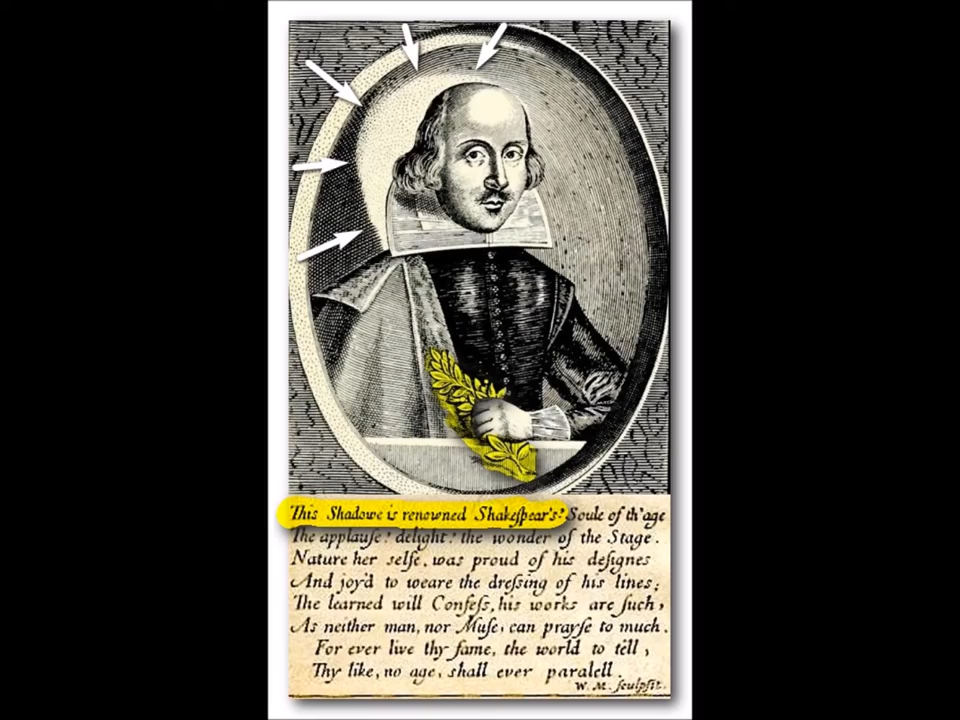 This Shadowe is renowned Shakeſpear's? Soule of th'age
The applauſe? delight? the wonder of the Stage.
Nature her selfe, was proud of his deſignes
And joy'd to weare the dreſſing of his lines;
The learned will Confeſs, his works are ſuch,
As neither man, nor Muſe, can prayſe to much.
For ever live thy fame, the world to tell,
Thy like, no age, shall ever paralell.
W. M. ſculpſit.